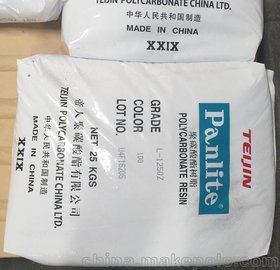 TEIJIN POLYCARBONATE CHINA LTD.
中华人民共和国制造
MADE IN CHINA
XXIX
TEIJIN
Panlite
聚碳酸酯树脂
POLYCARBONATE RESIN
GRADE L-1250Z
COLOR 100
LOT NO.
NET 25 KGS
帝人聚碳酸酯有限公司
TEIJIN POLYCARBONATE CHINA LTD.
中华人民共和国制造
MADE IN CHINA
XXIX
china.makepolo.com